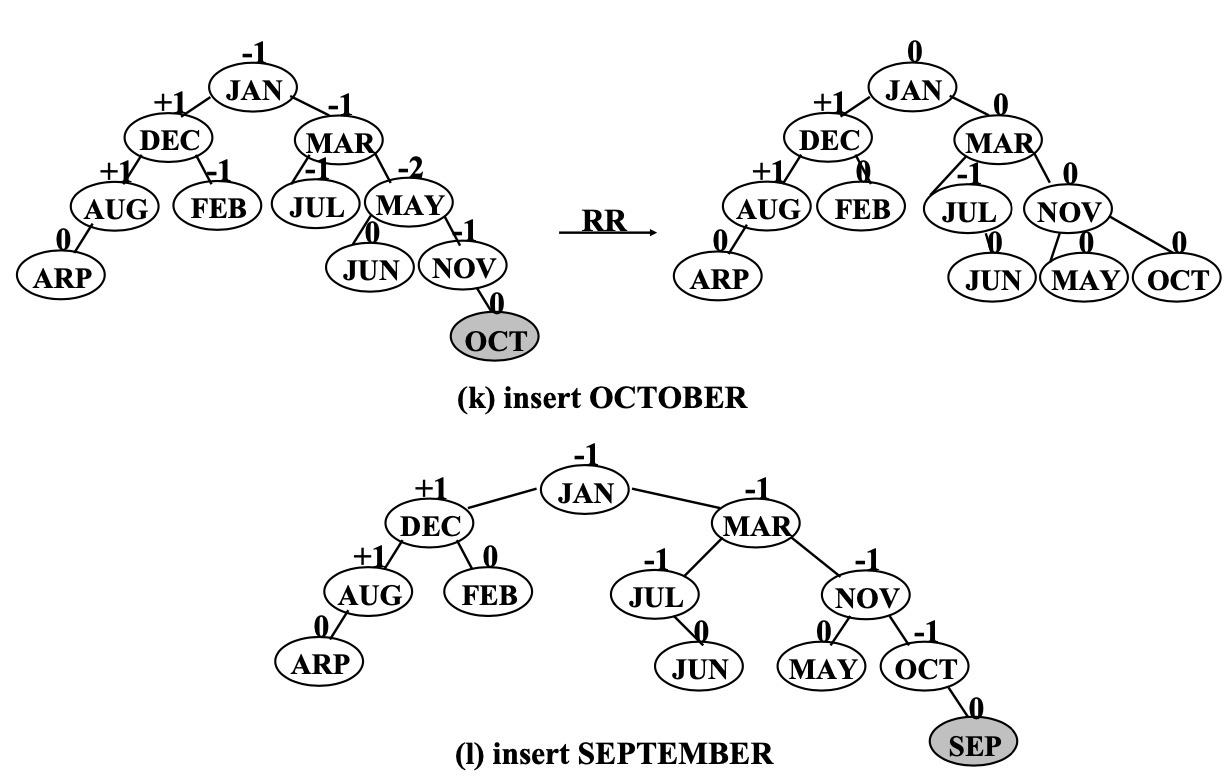 -1 0
JAN JAN
+1 -1 +1 0
DEC MAR DEC MAR
+1 -1 -1 -2 +1 0 -1 0
AUG FEB JUL MAY AUG FEB JUL NOV
RR
0 0 -1 0 0 0 0
ARP JUN NOV ARP JUN MAY OCT
0
OCT
(k) insert OCTOBER
-1
JAN
+1 -1
DEC MAR
+1 0 -1 -1
AUG FEB JUL NOV
0 0 0 -1
ARP JUN MAY OCT
0
SEP
(l) insert SEPTEMBER